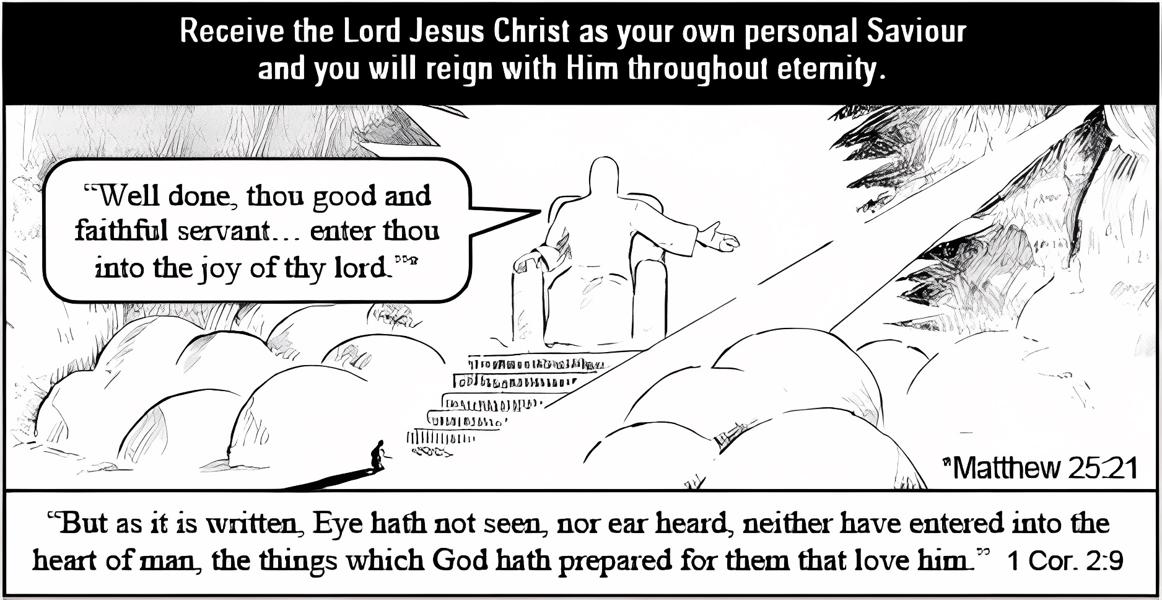 Receive the Lord Jesus Christ as your own personal Saviour
and you will reign with Him throughout eternity.
“Well done, thou good and
faithful servant... enter thou
into the joy of thy lord.”*
*Matthew 25:21
“But as it is written, Eye hath not seen, nor ear heard, neither have entered into the
heart of man, the things which God hath prepared for them that love him.” 1 Cor. 2:9